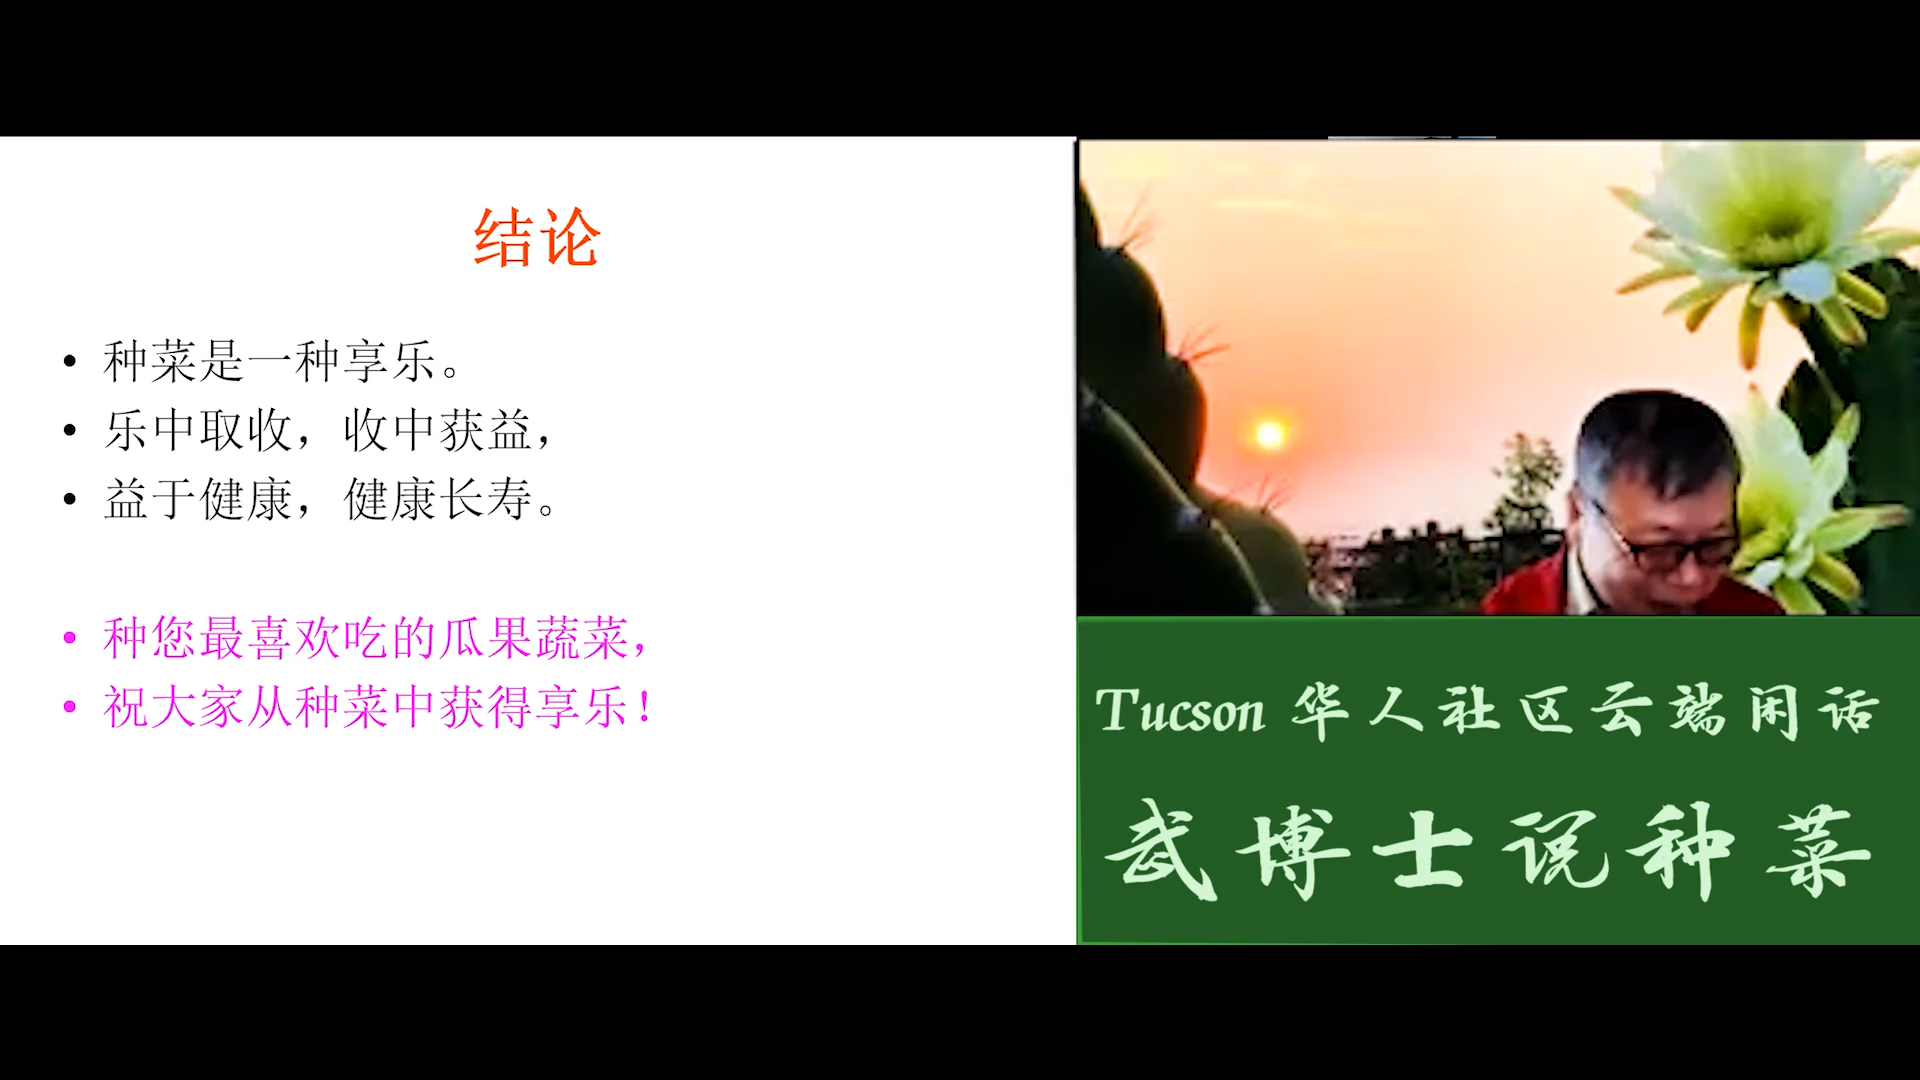 结论
• 种菜是一种享乐。
• 乐中取收，收中获益，
• 益于健康，健康长寿。
• 种您最喜欢吃的瓜果蔬菜，
• 祝大家从种菜中获得享乐！
Tucson 华人社区云端闲话
武博士说种菜